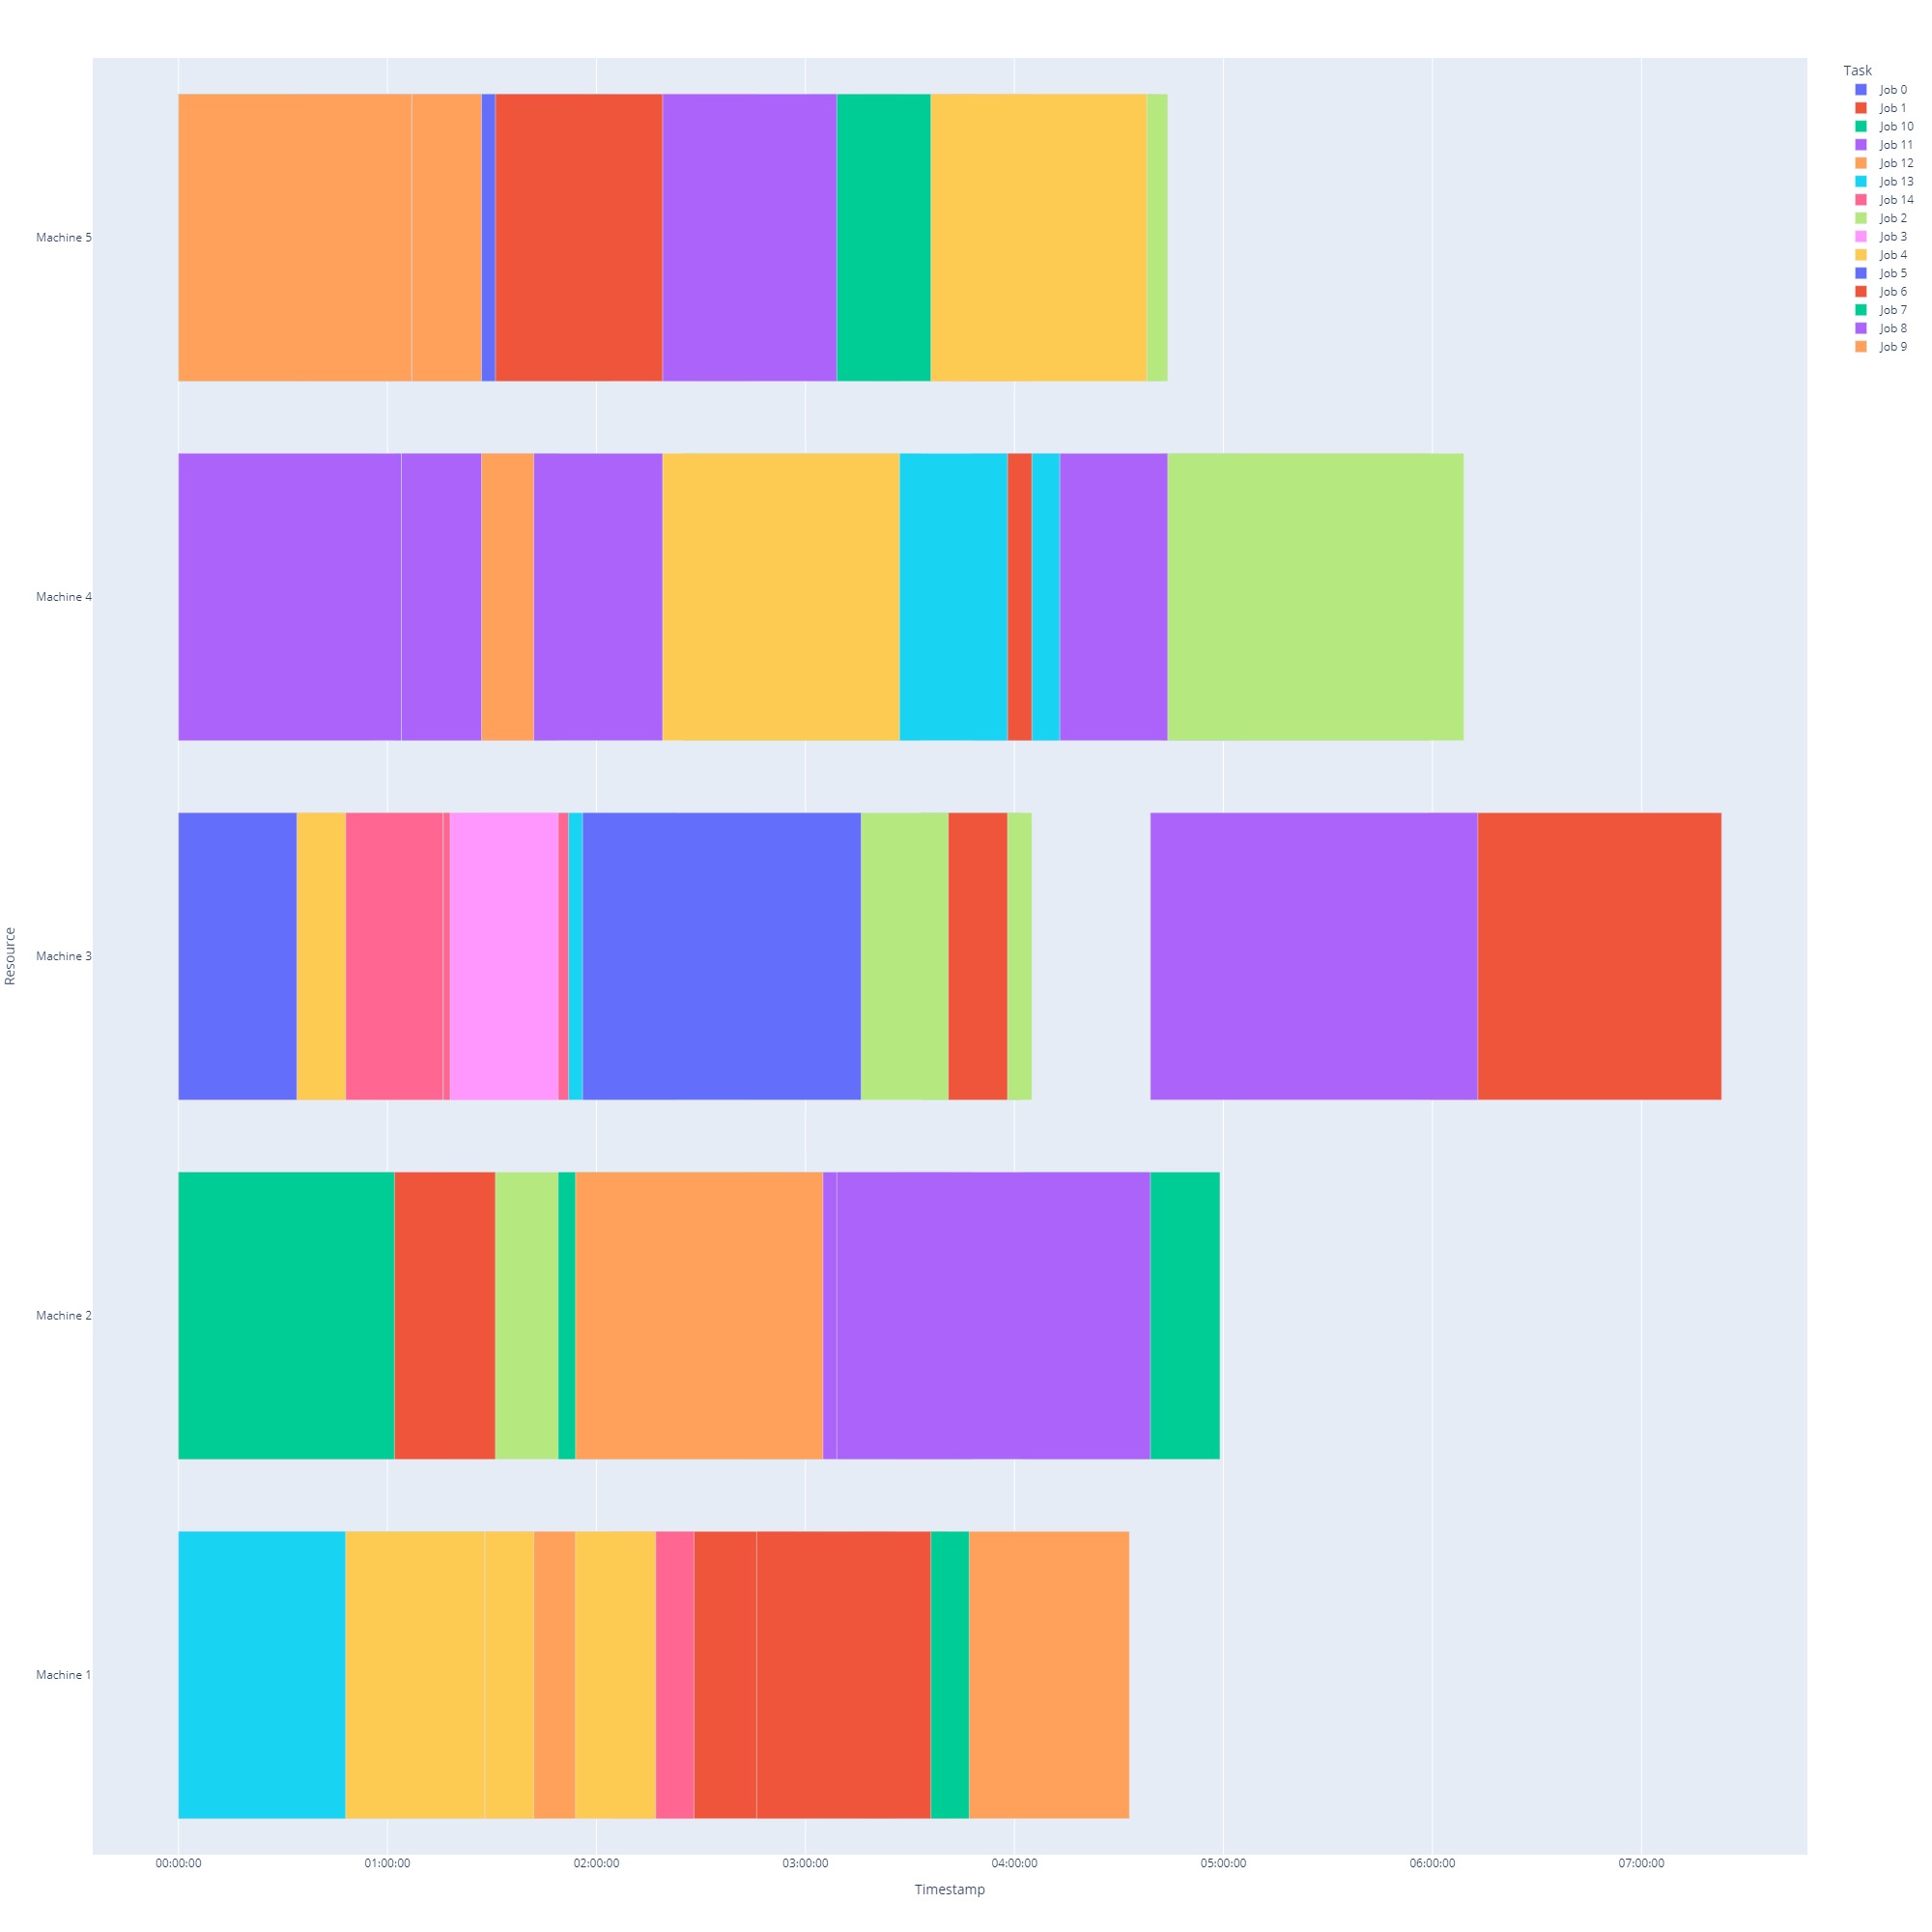 Task
Job 0
Job 1
Job 10
Job 11
Job 12
Job 13
Job 14
Job 2
Job 3
Job 4
Job 5
Job 6
Job 7
Job 8
Job 9
Machine 5
Machine 4
Machine 3
Machine 2
Machine 1
Resource
00:00:00 01:00:00 02:00:00 03:00:00 04:00:00 05:00:00 06:00:00 07:00:00
Timestamp